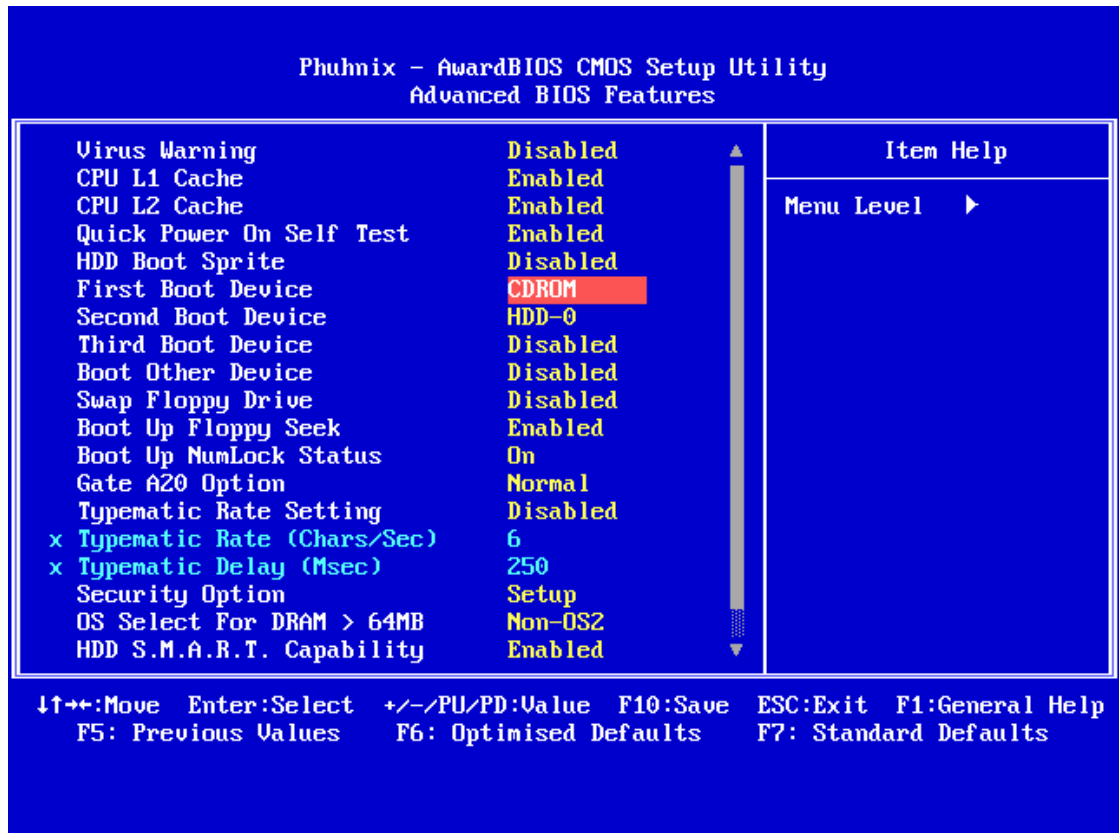 Phuhnix - AwardBIOS CMOS Setup Utility
Advanced BIOS Features
Virus Warning Disabled
CPU L1 Cache Enabled
CPU L2 Cache Enabled
Quick Power On Self Test Enabled
HDD Boot Sprite Disabled
First Boot Device CDROM
Second Boot Device HDD-0
Third Boot Device Disabled
Boot Other Device Disabled
Swap Floppy Drive Disabled
Boot Up Floppy Seek Enabled
Boot Up NumLock Status On
Gate A20 Option Normal
Typematic Rate Setting Disabled
x Typematic Rate (Chars/Sec) 6
x Typematic Delay (Msec) 250
Security Option Setup
OS Select For DRAM > 64MB Non-OS2
HDD S.M.A.R.T. Capability Enabled
Item Help
Menu Level ►
↓↑→←:Move Enter:Select +/-/PU/PD:Value F10:Save ESC:Exit F1:General Help
F5: Previous Values F6: Optimised Defaults F7: Standard Defaults